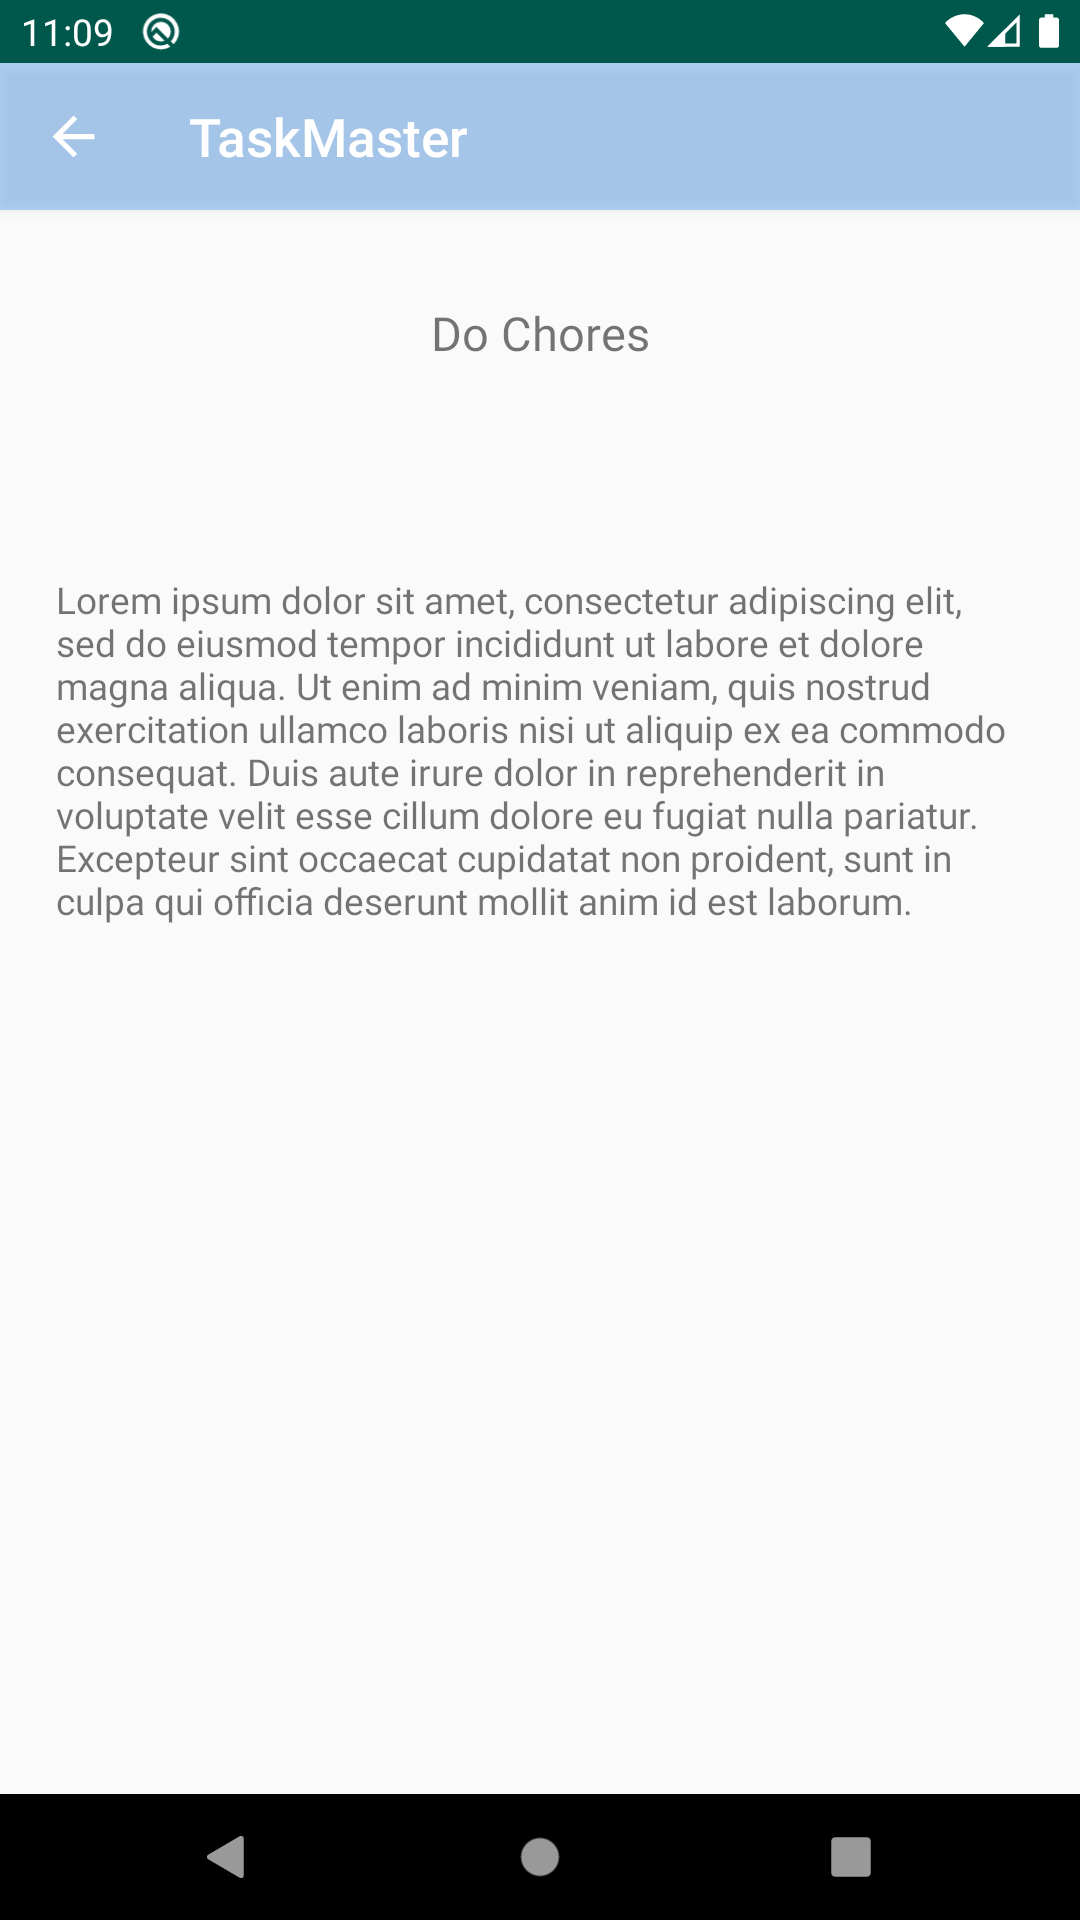 11:09
TaskMaster
Do Chores
Lorem ipsum dolor sit amet, consectetur adipiscing elit,
sed do eiusmod tempor incididunt ut labore et dolore
magna aliqua. Ut enim ad minim veniam, quis nostrud
exercitation ullamco laboris nisi ut aliquip ex ea commodo
consequat. Duis aute irure dolor in reprehenderit in
voluptate velit esse cillum dolore eu fugiat nulla pariatur.
Excepteur sint occaecat cupidatat non proident, sunt in
culpa qui officia deserunt mollit anim id est laborum.